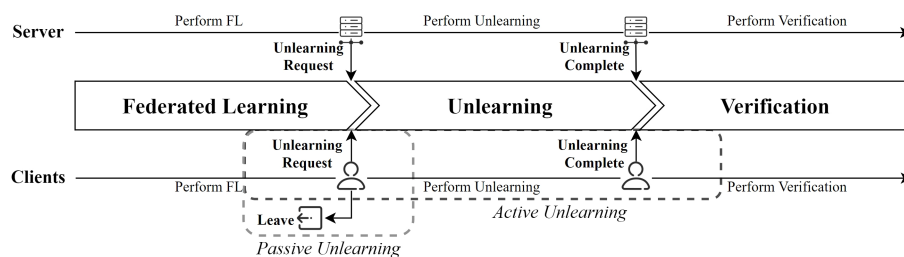 Perform FL
Perform Unlearning
Perform Verification
Server
Unlearning
Request
Unlearning
Complete
Federated Learning
Unlearning
Verification
Unlearning
Request
Unlearning
Complete
Clients
Perform FL
Perform Unlearning
Perform Verification
Leave
Active Unlearning
Passive Unlearning